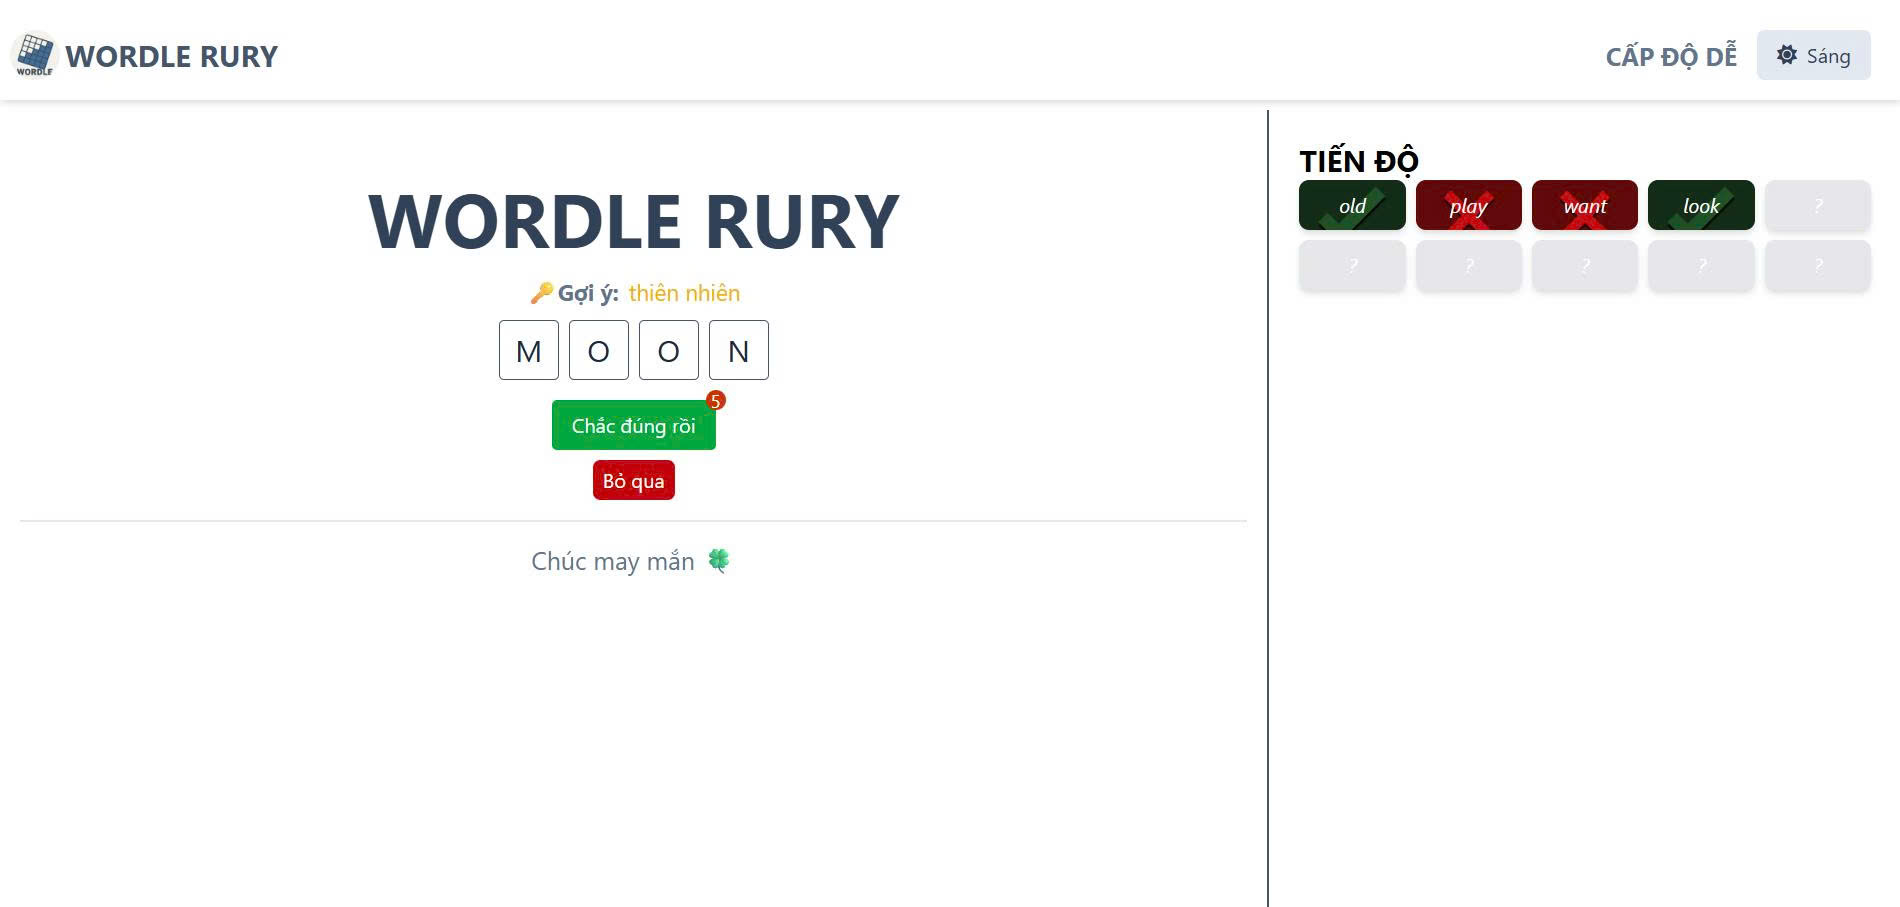 WORDLE
WORDLE RURY
CẤP ĐỘ DỄ
Sáng
WORDLE RURY
Gợi ý: thiên nhiên
M O O N
5
Chắc đúng rồi
Bỏ qua
Chúc may mắn
TIẾN ĐỘ
old play want look ?
? ? ? ? ?